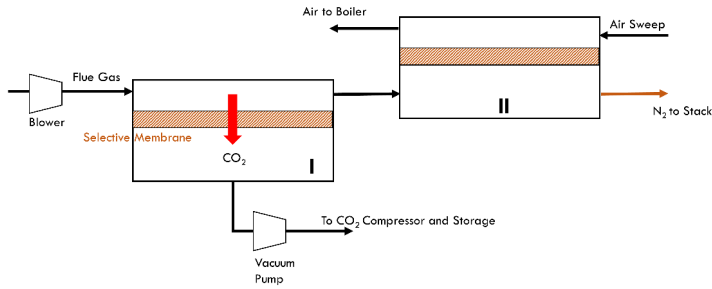 Air to Boiler
Air Sweep
Flue Gas
Blower
II
N₂ to Stack
Selective Membrane
CO₂
I
To CO₂ Compressor and Storage
Vacuum
Pump